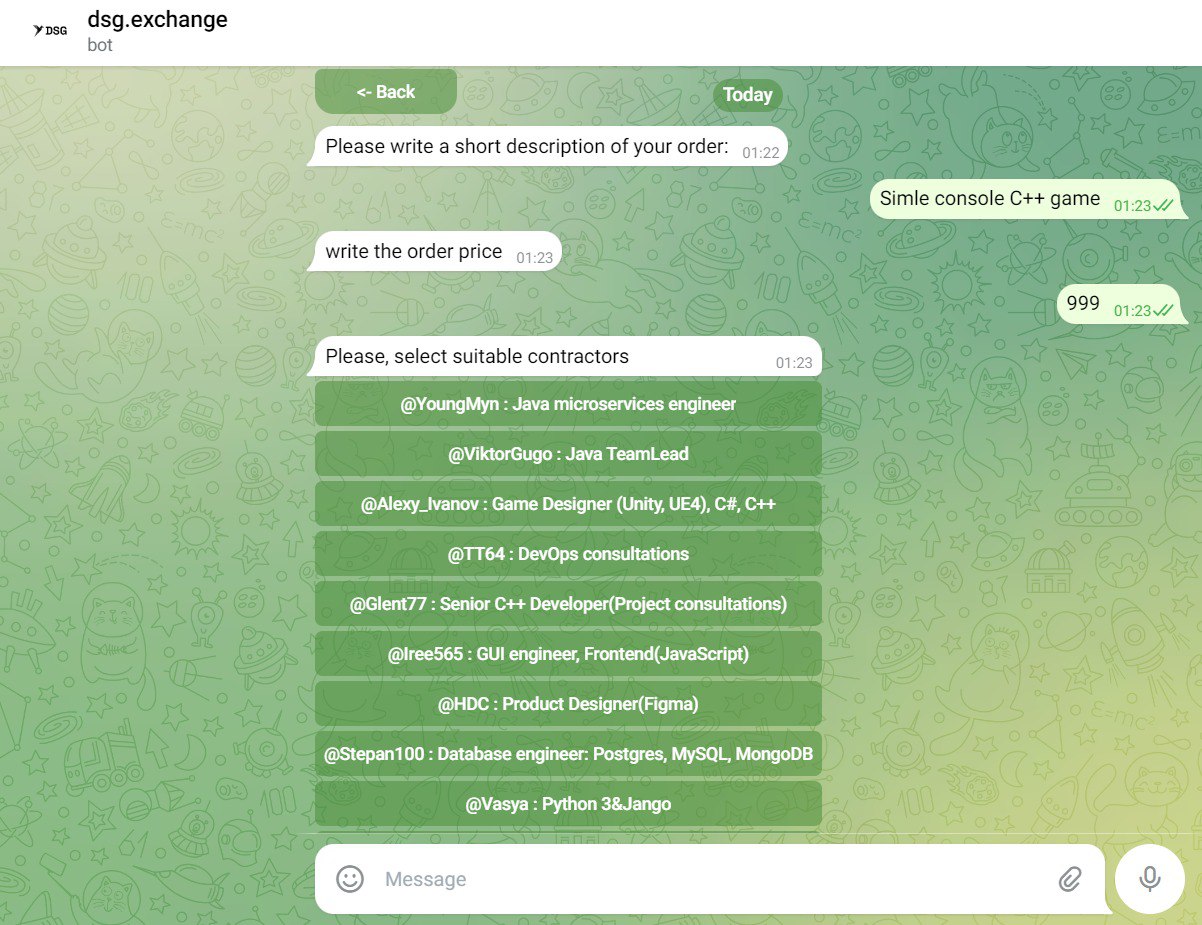 DSG
dsg.exchange
bot
<- Back
Today
Please write a short description of your order: 01:22
Simle console C++ game 01:23
write the order price 01:23
999 01:23
Please, select suitable contractors 01:23
@YoungMyn : Java microservices engineer
@ViktorGugo : Java TeamLead
@Alexy_Ivanov : Game Designer (Unity, UE4), C#, C++
@TT64 : DevOps consultations
@Glent77 : Senior C++ Developer(Project consultations)
@Iree565 : GUI engineer, Frontend(JavaScript)
@HDC : Product Designer(Figma)
@Stepan100 : Database engineer: Postgres, MySQL, MongoDB
@Vasya : Python 3&Jango
Message